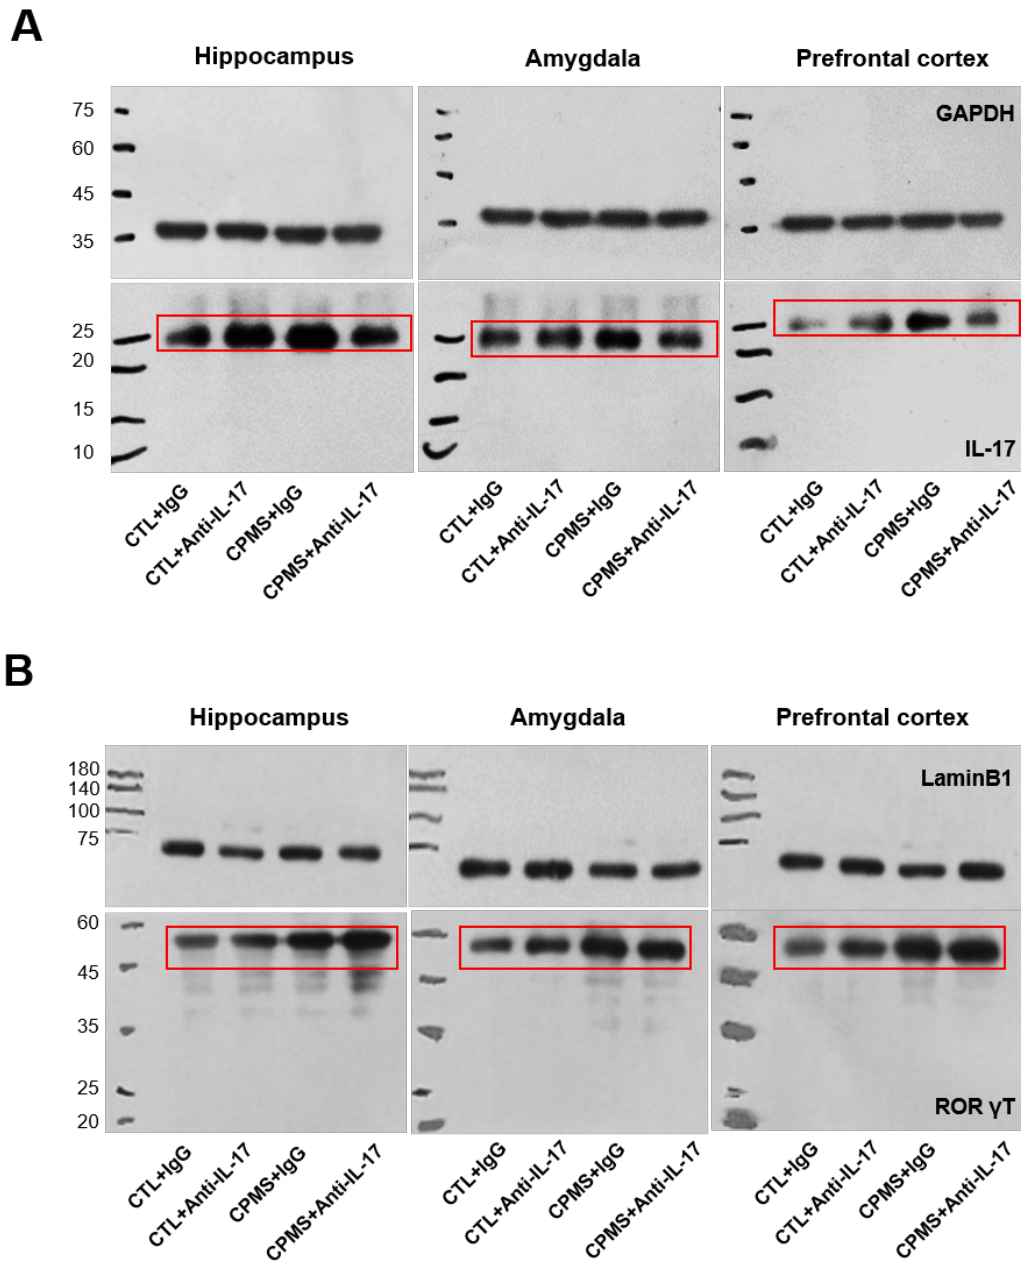 A
Hippocampus Amygdala Prefrontal cortex
75
GAPDH
60
45
35
25
20
15
10
IL-17
CTL+IgG CTL+Anti-IL-17 CPMS+IgG CPMS+Anti-IL-17 CTL+IgG CTL+Anti-IL-17 CPMS+IgG CPMS+Anti-IL-17 CTL+IgG CTL+Anti-IL-17 CPMS+IgG CPMS+Anti-IL-17
B
Hippocampus Amygdala Prefrontal cortex
180
LaminB1
140
100
75
60
45
35
25
ROR γT
20
CTL+IgG CTL+Anti-IL-17 CPMS+IgG CPMS+Anti-IL-17 CTL+IgG CTL+Anti-IL-17 CPMS+IgG CPMS+Anti-IL-17 CTL+IgG CTL+Anti-IL-17 CPMS+IgG CPMS+Anti-IL-17